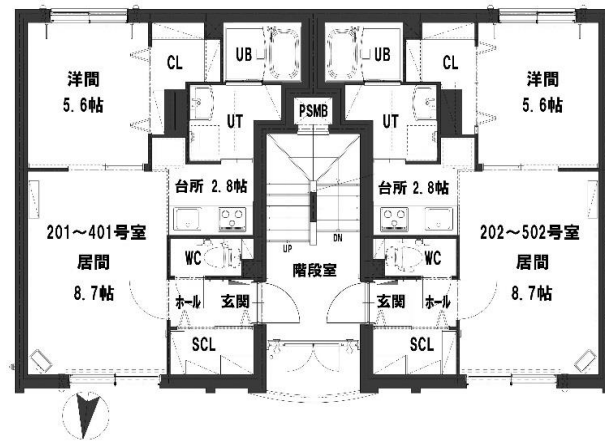 洋間
5.6帖
CL
UB
UB
CL
洋間
5.6帖
UT
PSMB
UT
台所 2.8帖
台所 2.8帖
201～401号室
居間
8.7帖
WC
UP
DN
階段室
WC
202～502号室
居間
8.7帖
ホール
玄関
玄関
ホール
SCL
SCL